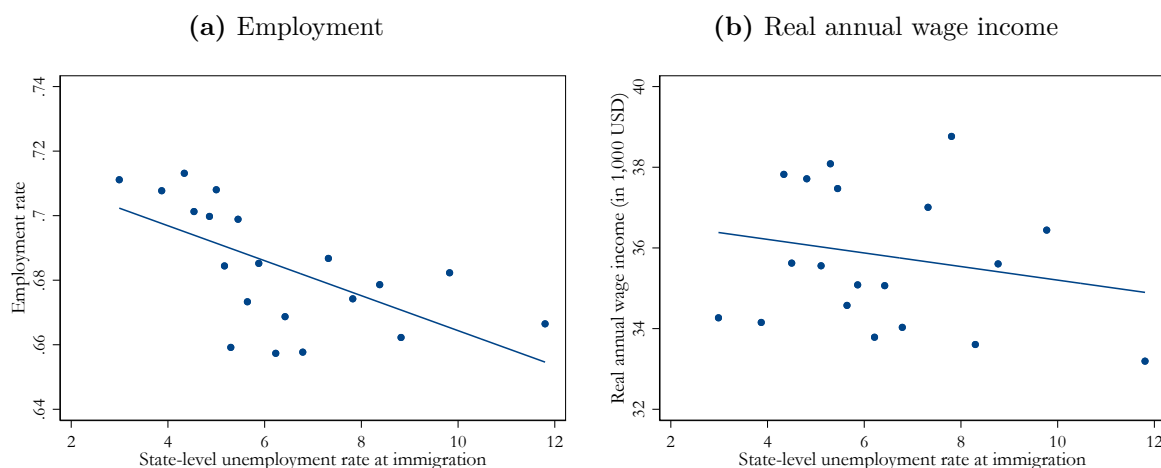 (a) Employment
Employment rate
.74
.72
.7
.68
.66
.64
2 4 6 8 10 12
State-level unemployment rate at immigration
(b) Real annual wage income
Real annual wage income (in 1,000 USD)
40
38
36
34
32
2 4 6 8 10 12
State-level unemployment rate at immigration